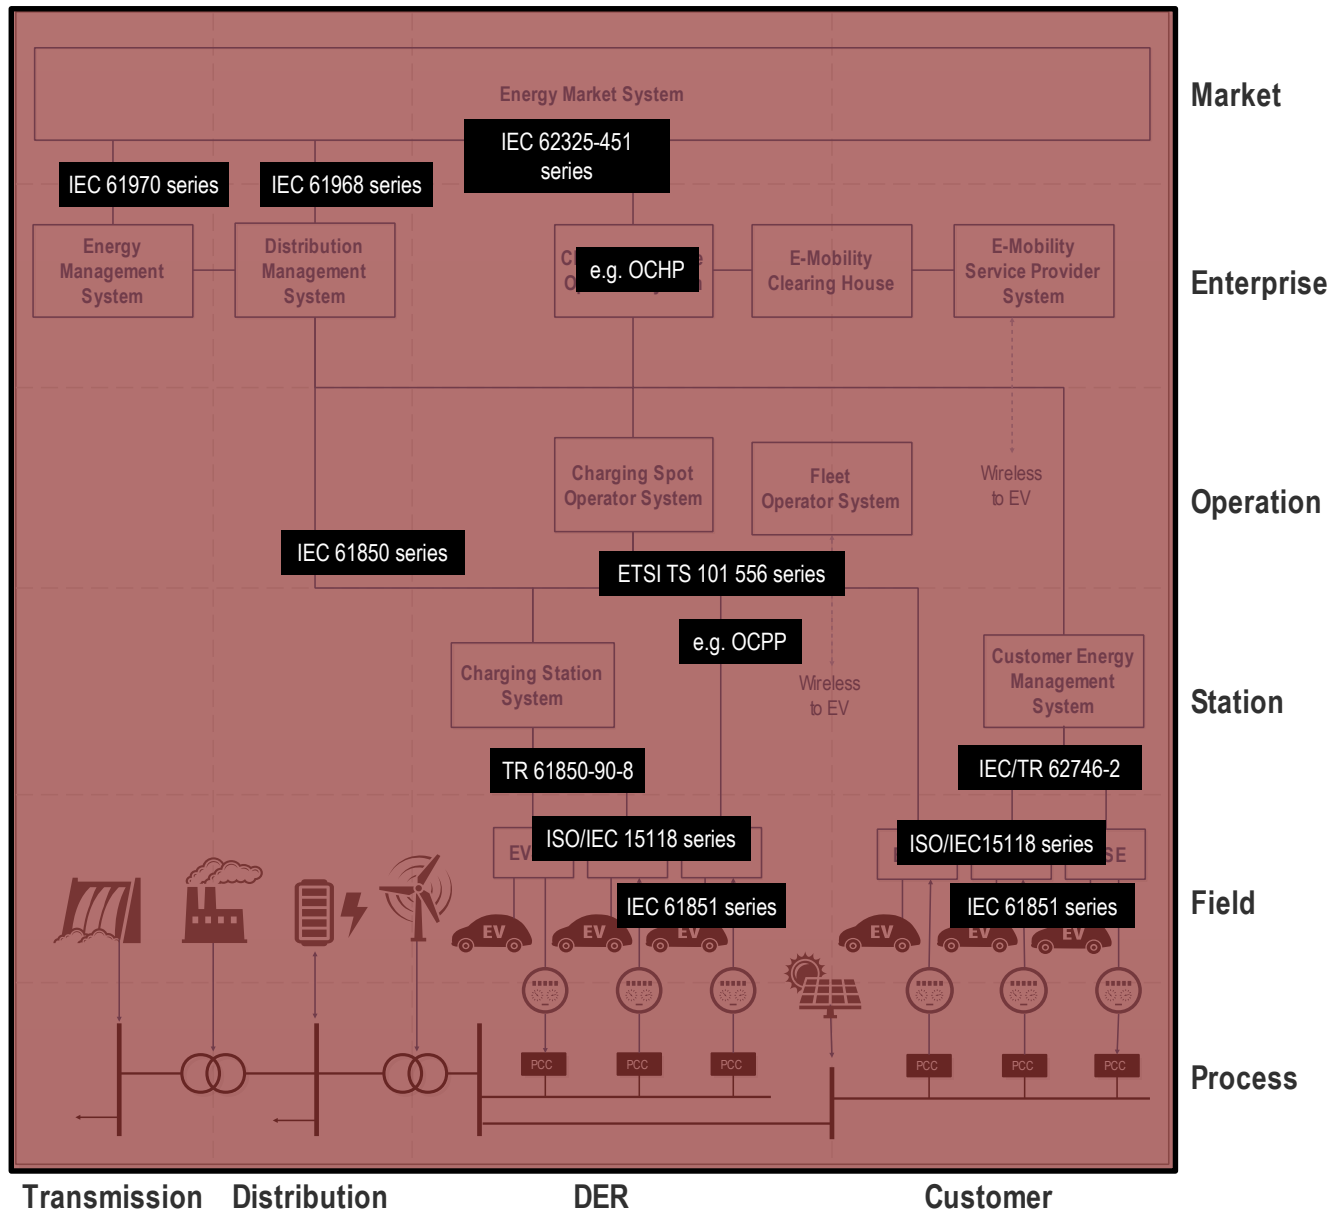 Energy Market System
Market
IEC 62325-451
series
IEC 61970 series
IEC 61968 series
Energy
Management
System
Distribution
Management
System
e.g. OCHP
E-Mobility
Clearing House
E-Mobility
Service Provider
System
Enterprise
Charging Spot
Operator System
Fleet
Operator System
Wireless
to EV
Operation
IEC 61850 series
ETSI TS 101 556 series
e.g. OCPP
Charging Station
System
Wireless
to EV
Customer Energy
Management
System
Station
TR 61850-90-8
IEC/TR 62746-2
ISO/IEC 15118 series
ISO/IEC15118 series
IEC 61851 series
IEC 61851 series
EV
EV
EV
EV
EV
EV
Field
PCC
PCC
PCC
PCC
PCC
PCC
Process
Transmission
Distribution
DER
Customer